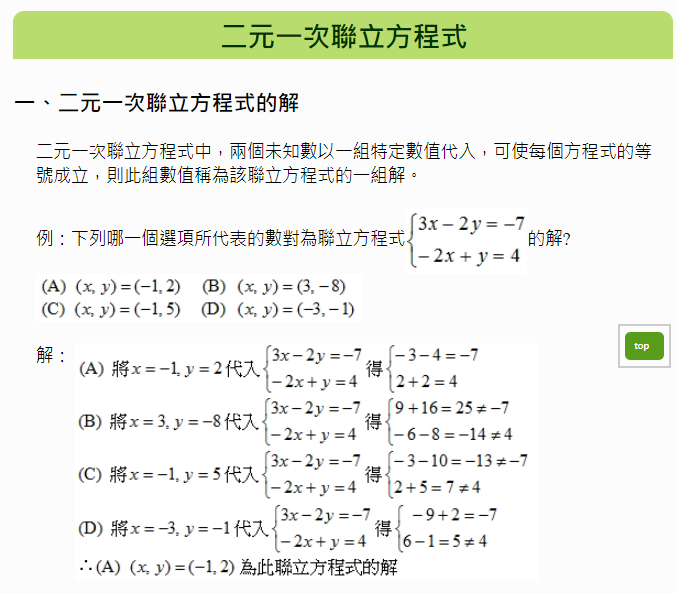 二元一次聯立方程式
一、二元一次聯立方程式的解
二元一次聯立方程式中，兩個未知數以一組特定數值代入，可使每個方程式的等
號成立，則此組數值稱為該聯立方程式的一組解。
例：下列哪一個選項所代表的數對為聯立方程式{3x－2y＝－7
－2x＋y＝4 的解?
(A) (x, y)＝(－1, 2) (B) (x, y)＝(3, －8)
(C) (x, y)＝(－1, 5) (D) (x, y)＝(－3, －1)
top
解：
(A) 將x＝－1, y＝2代入{3x－2y＝－7 得{－3－4＝－7
－2x＋y＝4 2＋2＝4
(B) 將x＝3, y＝－8代入{3x－2y＝－7 得{9＋16＝25≠－7
－2x＋y＝4 －6－8＝－14≠4
(C) 將x＝－1, y＝5代入{3x－2y＝－7 得{－3－10＝－13≠－7
－2x＋y＝4 2＋5＝7≠4
(D) 將x＝－3, y＝－1代入{3x－2y＝－7 得{－9＋2＝－7
－2x＋y＝4 6－1＝5≠4
∴(A) (x, y)＝(－1, 2) 為此聯立方程式的解